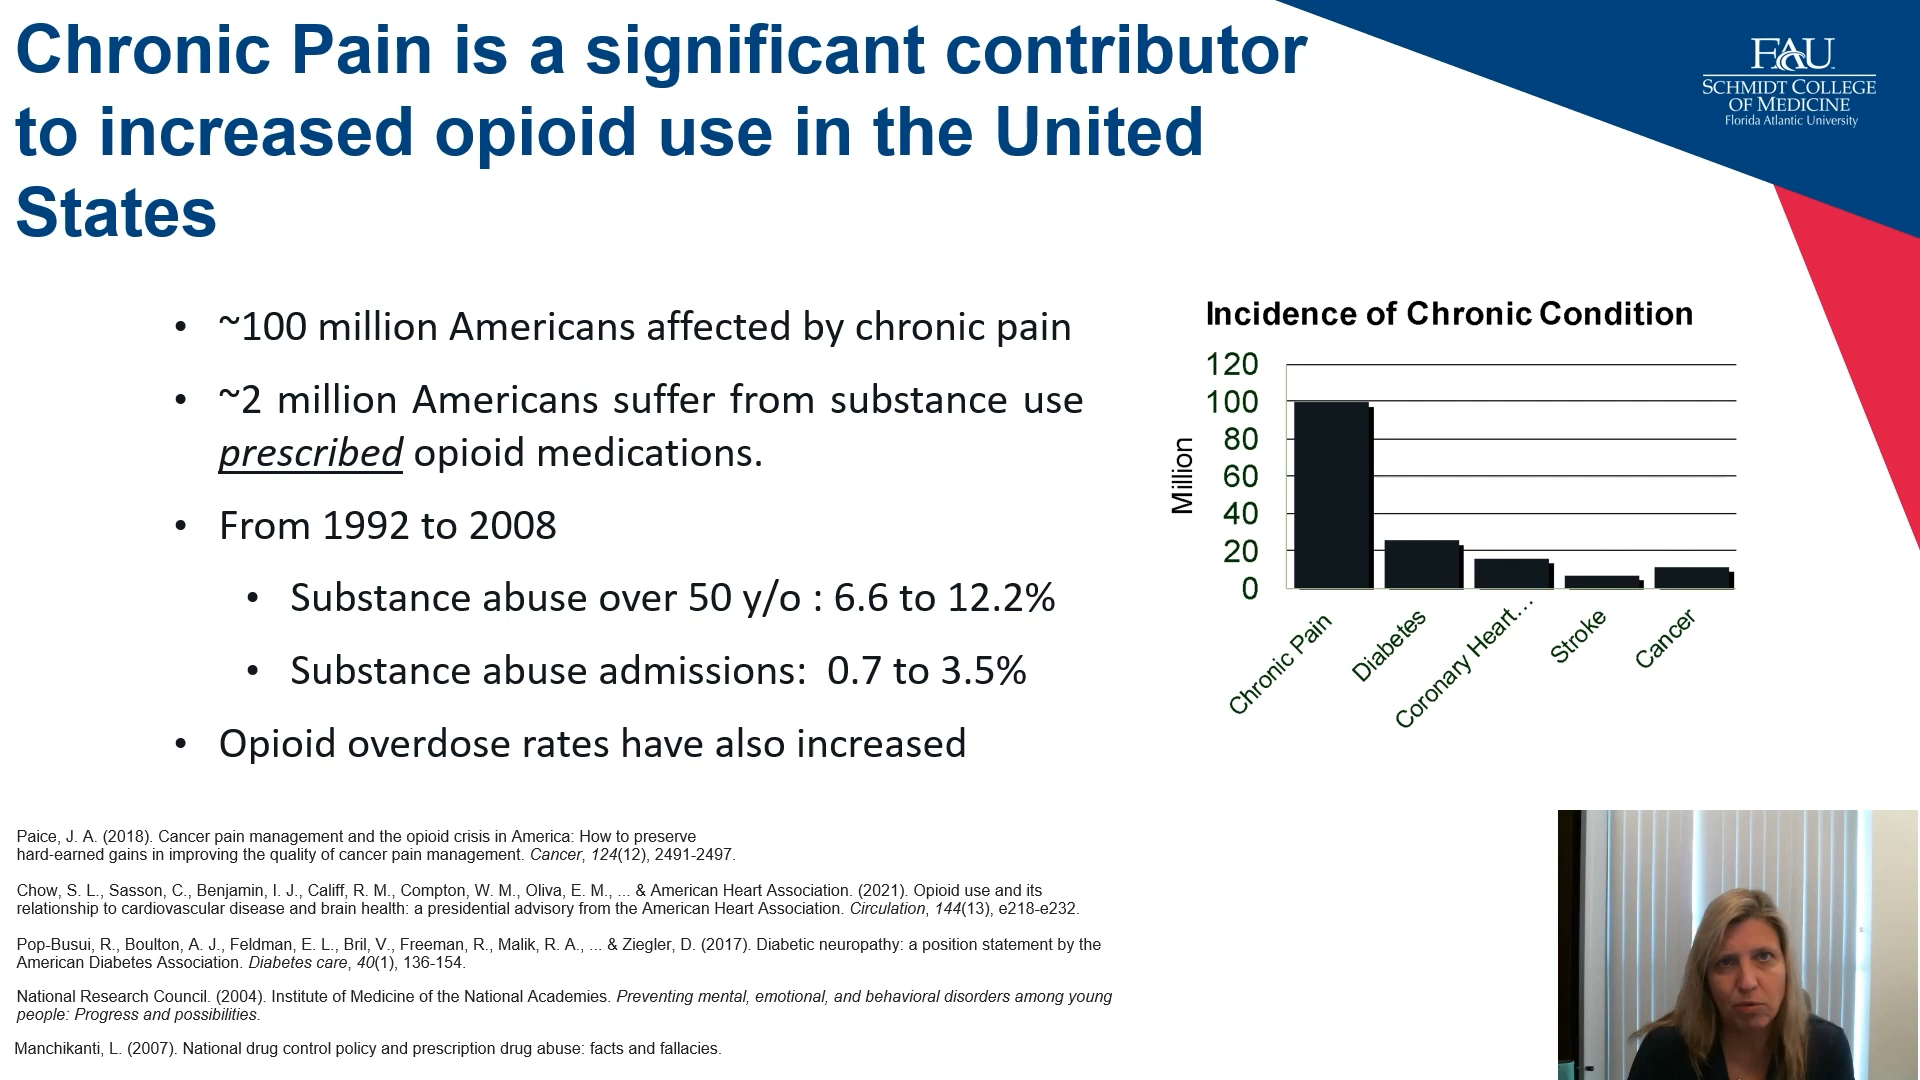 Chronic Pain is a significant contributor
to increased opioid use in the United
States
FAU
SCHMIDT COLLEGE
OF MEDICINE
Florida Atlantic University
• ~100 million Americans affected by chronic pain
• ~2 million Americans suffer from substance use
prescribed opioid medications.
• From 1992 to 2008
• Substance abuse over 50 y/o : 6.6 to 12.2%
• Substance abuse admissions: 0.7 to 3.5%
• Opioid overdose rates have also increased
Incidence of Chronic Condition
Million
120
100
80
60
40
20
0
Chronic Pain
Diabetes
Coronary Heart...
Stroke
Cancer
Paice, J. A. (2018). Cancer pain management and the opioid crisis in America: How to preserve
hard-earned gains in improving the quality of cancer pain management. Cancer, 124(12), 2491-2497.
Chow, S. L., Sasson, C., Benjamin, I. J., Califf, R. M., Compton, W. M., Oliva, E. M., ... & American Heart Association. (2021). Opioid use and its
relationship to cardiovascular disease and brain health: a presidential advisory from the American Heart Association. Circulation, 144(13), e218-e232.
Pop-Busui, R., Boulton, A. J., Feldman, E. L., Bril, V., Freeman, R., Malik, R. A., ... & Ziegler, D. (2017). Diabetic neuropathy: a position statement by the
American Diabetes Association. Diabetes care, 40(1), 136-154.
National Research Council. (2004). Institute of Medicine of the National Academies. Preventing mental, emotional, and behavioral disorders among young
people: Progress and possibilities.
Manchikanti, L. (2007). National drug control policy and prescription drug abuse: facts and fallacies.